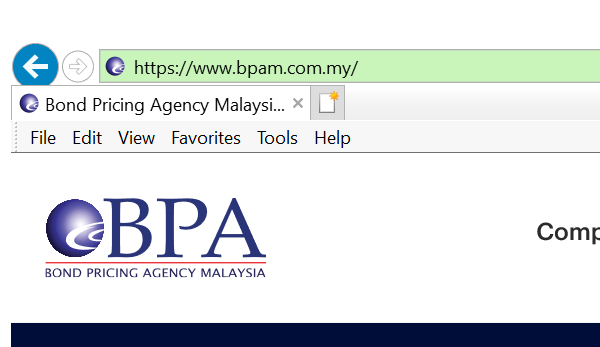 https://www.bpam.com.my/
Bond Pricing Agency Malaysi...
File Edit View Favorites Tools Help
BPA
BOND PRICING AGENCY MALAYSIA
Comp